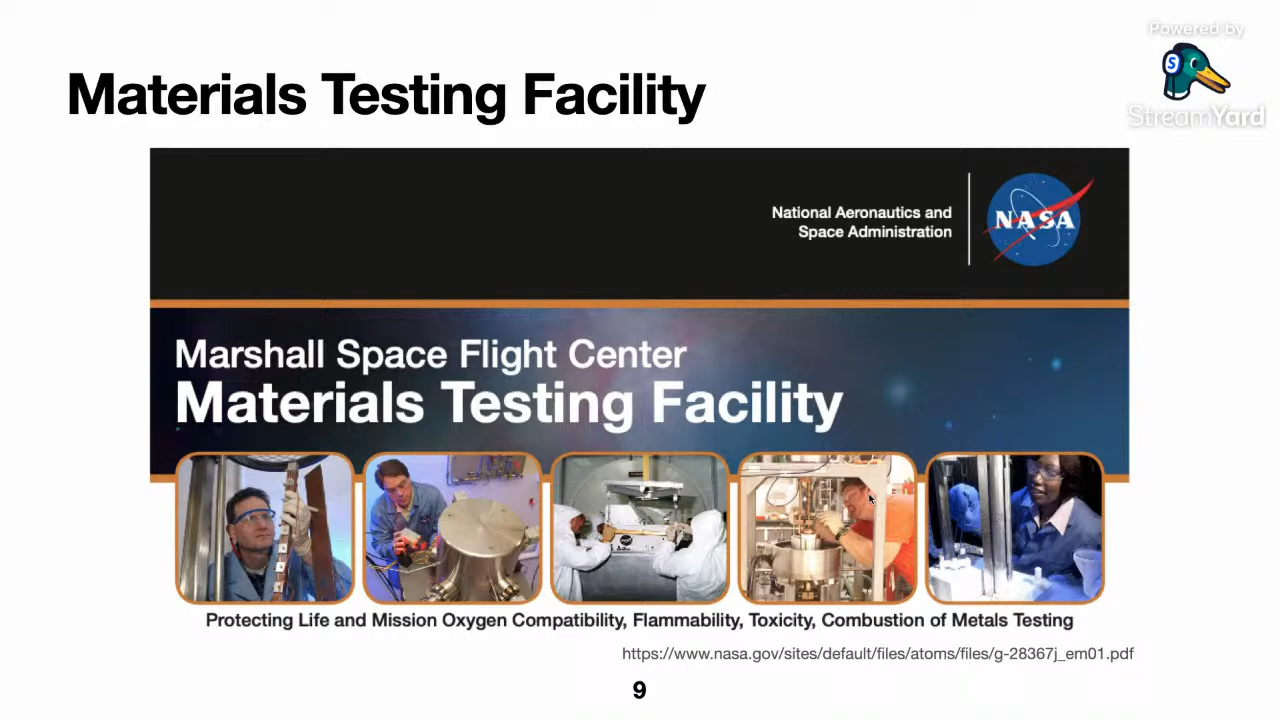 Powered by
S
StreamYard
Materials Testing Facility
National Aeronautics and
Space Administration
NASA
Marshall Space Flight Center
Materials Testing Facility
Protecting Life and Mission Oxygen Compatibility, Flammability, Toxicity, Combustion of Metals Testing
https://www.nasa.gov/sites/default/files/atoms/files/g-28367j_em01.pdf
9